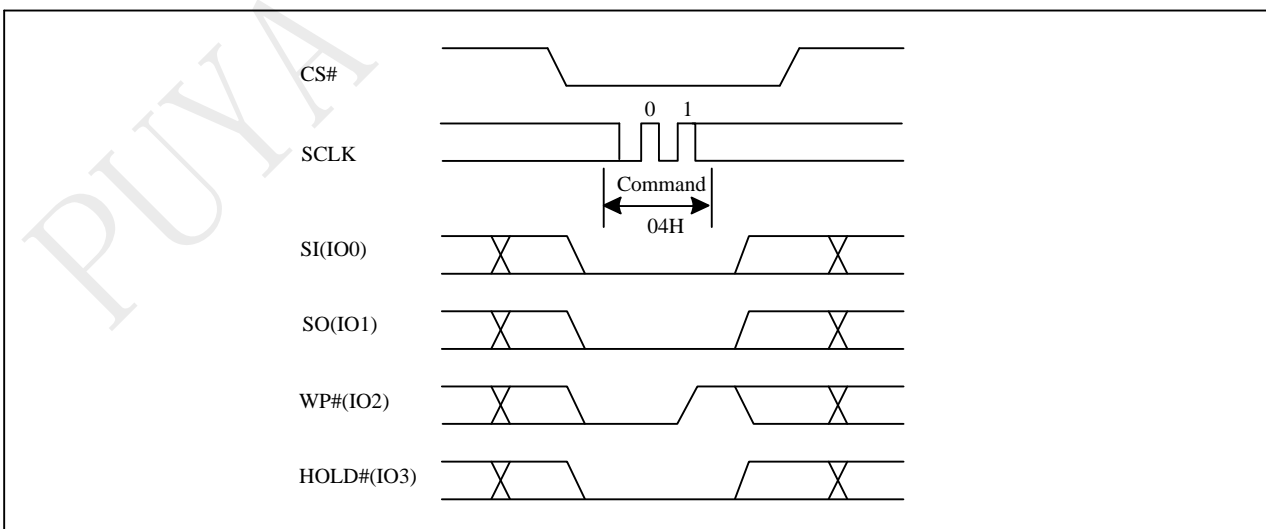 PUYA
CS#
0 1
SCLK
Command
04H
SI(IO0)
SO(IO1)
WP#(IO2)
HOLD#(IO3)